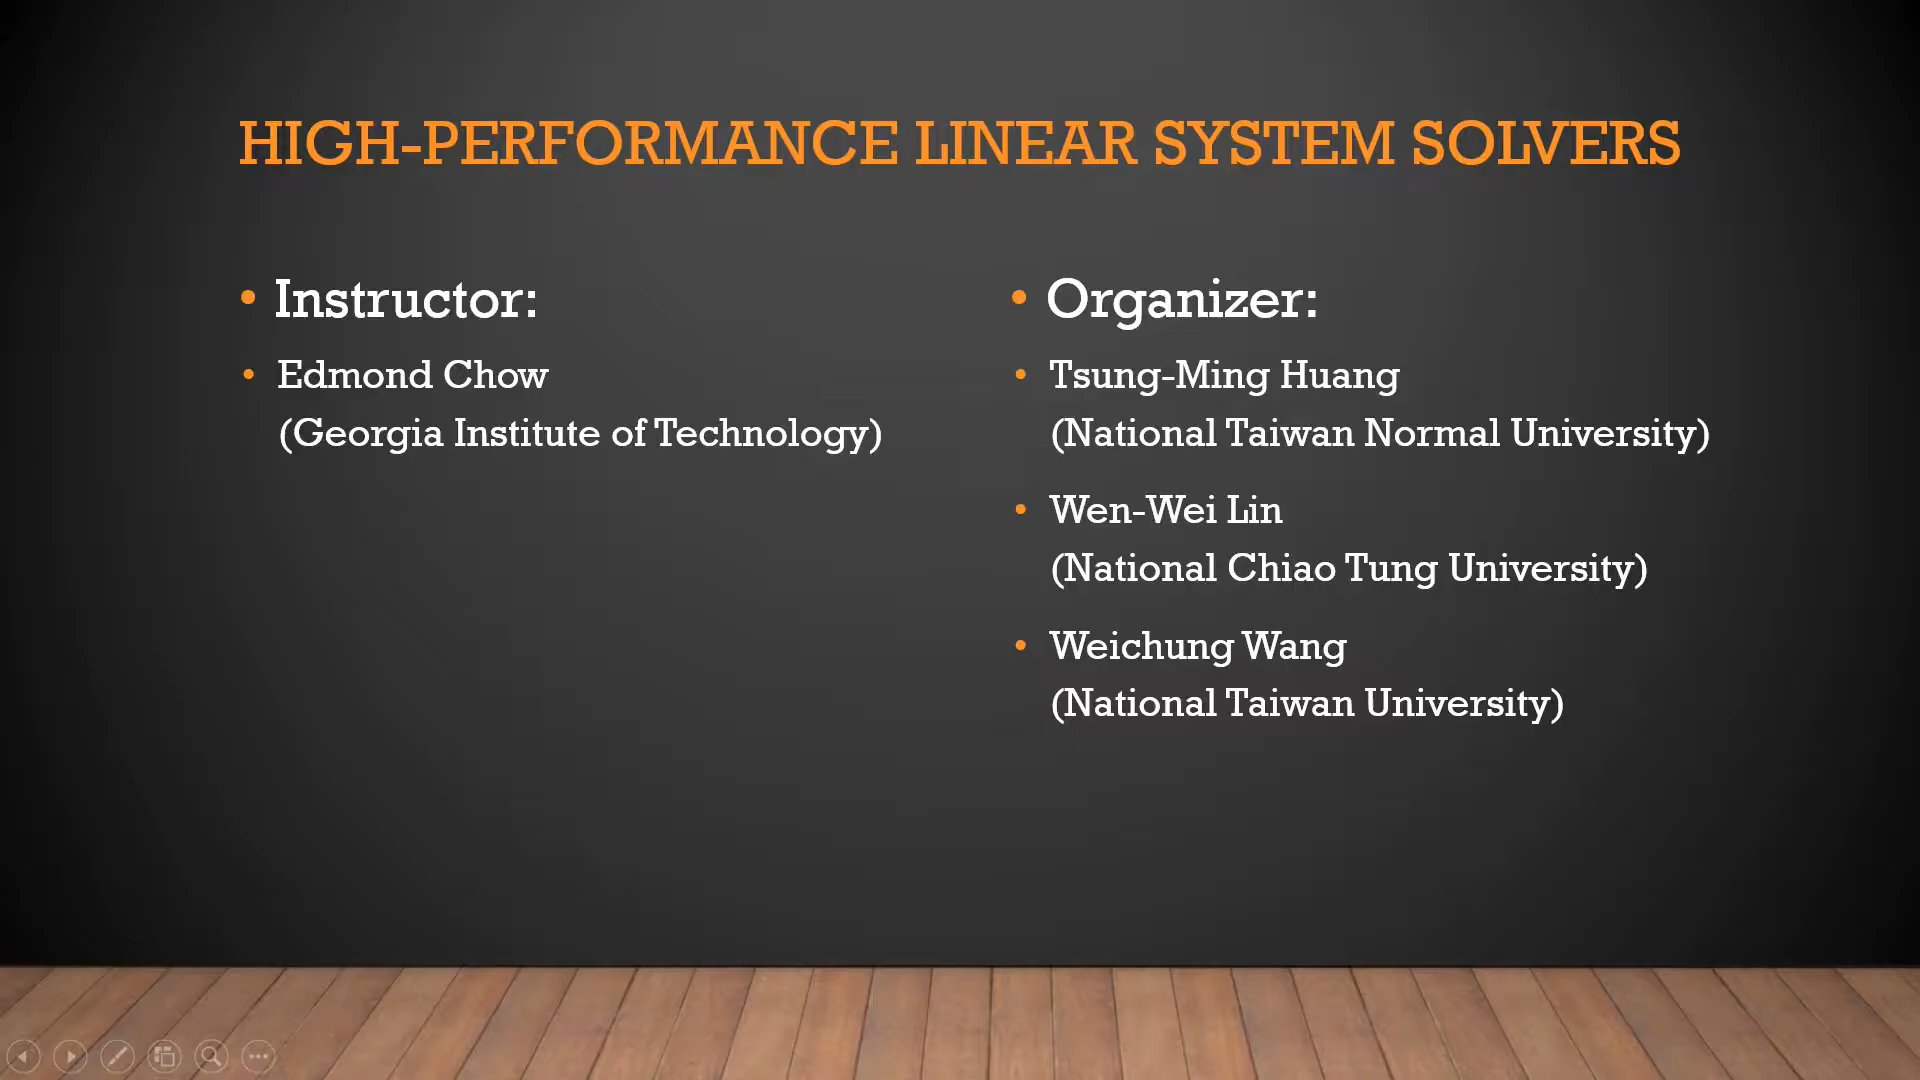 HIGH-PERFORMANCE LINEAR SYSTEM SOLVERS
• Instructor:
• Edmond Chow
(Georgia Institute of Technology)
• Organizer:
• Tsung-Ming Huang
(National Taiwan Normal University)
• Wen-Wei Lin
(National Chiao Tung University)
• Weichung Wang
(National Taiwan University)